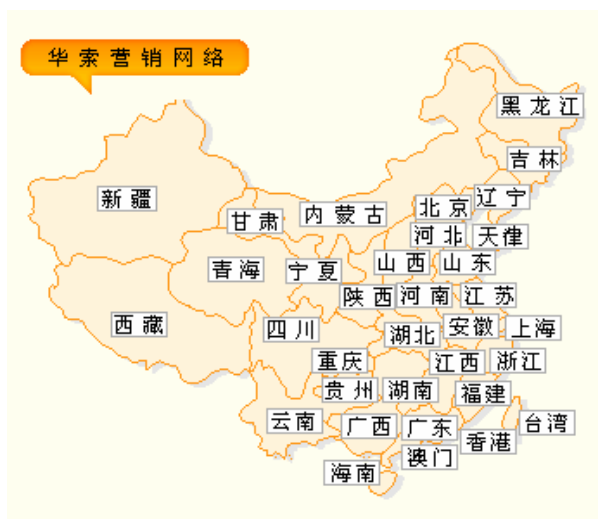 华索营销网络
黑龙江
吉林
新疆
辽宁
北京
内蒙古
甘肃
河北
天津
山西
山东
青海
宁夏
陕西
河南
江苏
西藏
四川
湖北
安徽
上海
重庆
江西
浙江
贵州
湖南
福建
云南
广西
广东
台湾
香港
澳门
海南